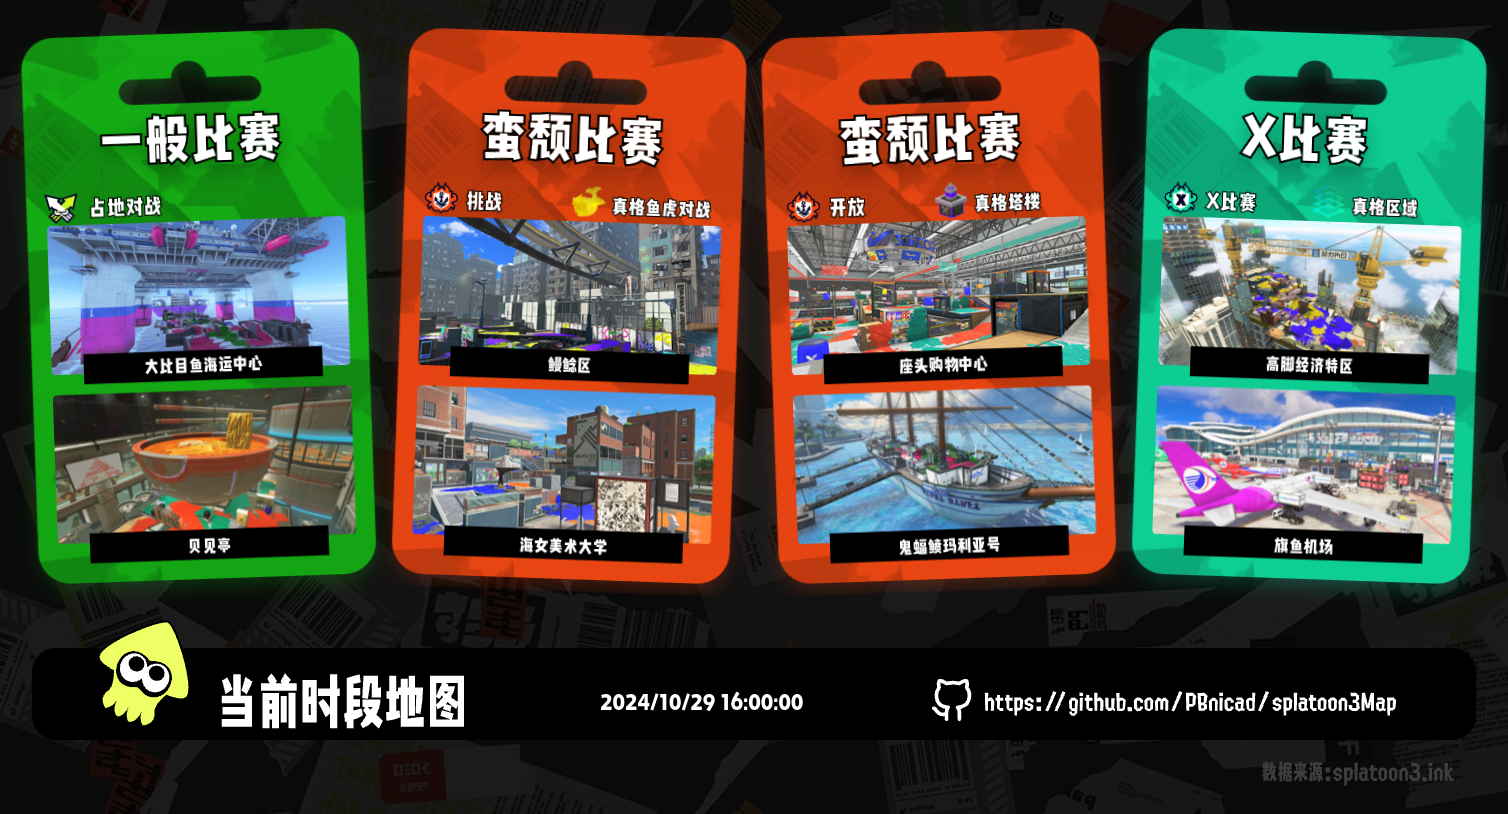 一般比赛
占地对战
大比目鱼海运中心
贝贝亭
蛮颓比赛
挑战
真格鱼虎对战
鳗鲶区
海女美术大学
蛮颓比赛
开放
真格塔楼
座头购物中心
鬼蝠鲼玛利亚号
X比赛
X比赛
真格区域
高脚经济特区
旗鱼机场
当前时段地图
2024/10/29 16:00:00
https://github.com/PBnicad/splatoon3Map
数据来源:splatoon3.ink